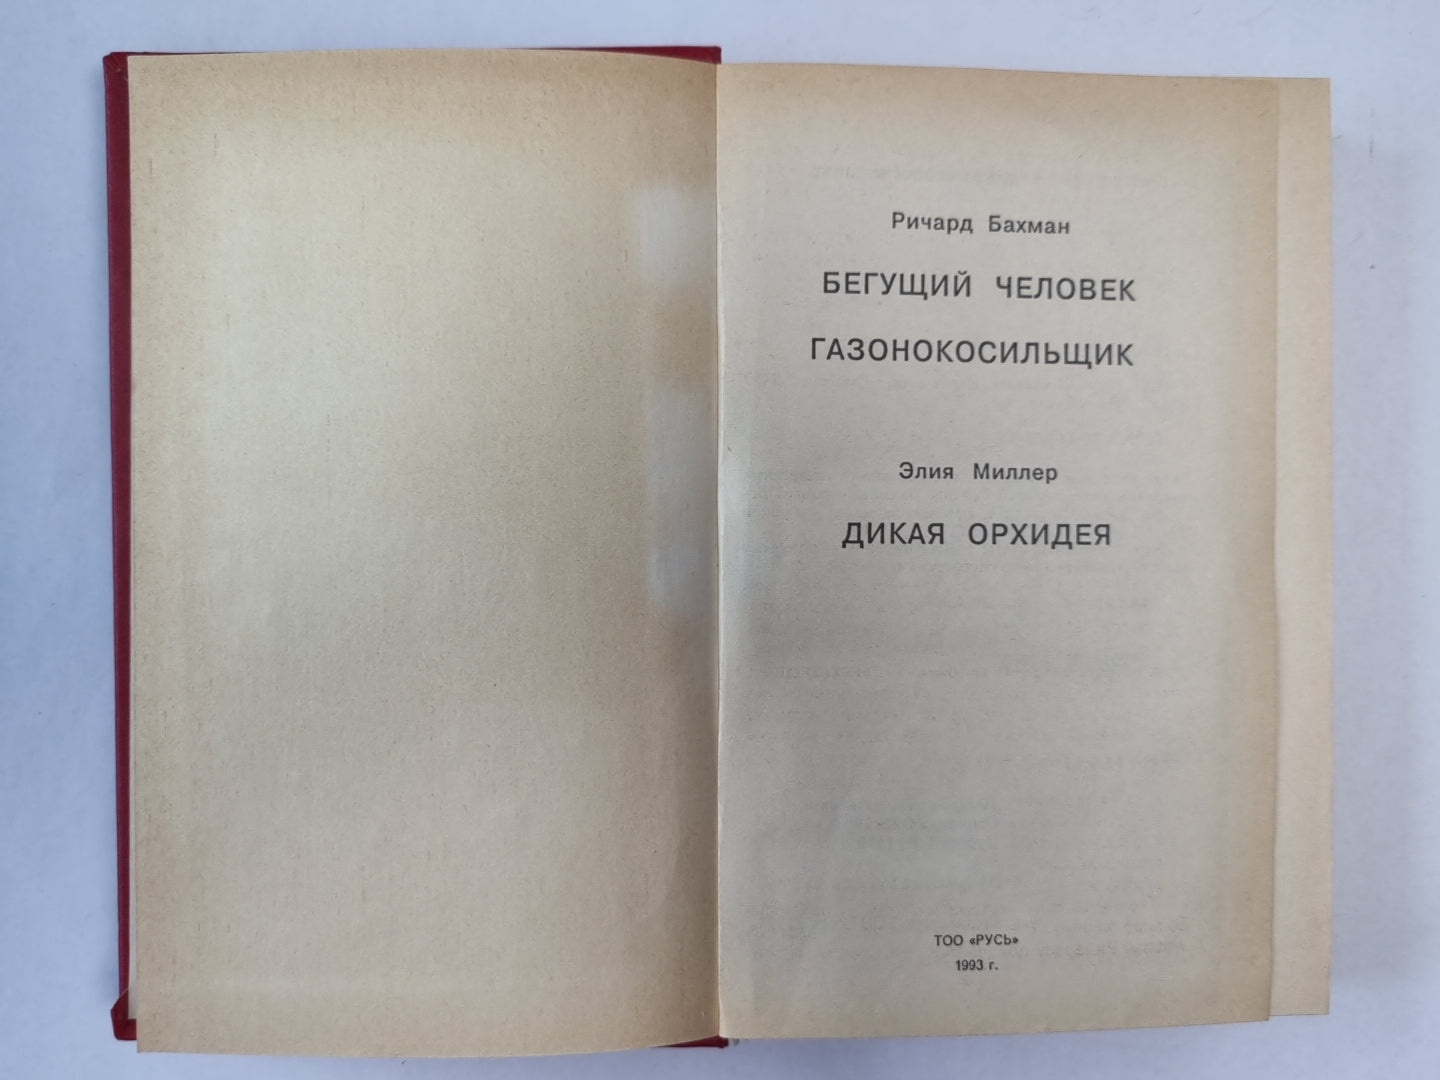 Ричард Бахман
БЕГУЩИЙ ЧЕЛОВЕК
ГАЗОНОКОСИЛЬЩИК
Элия Миллер
ДИКАЯ ОРХИДЕЯ
ТОО «РУСЬ»
1993 г.